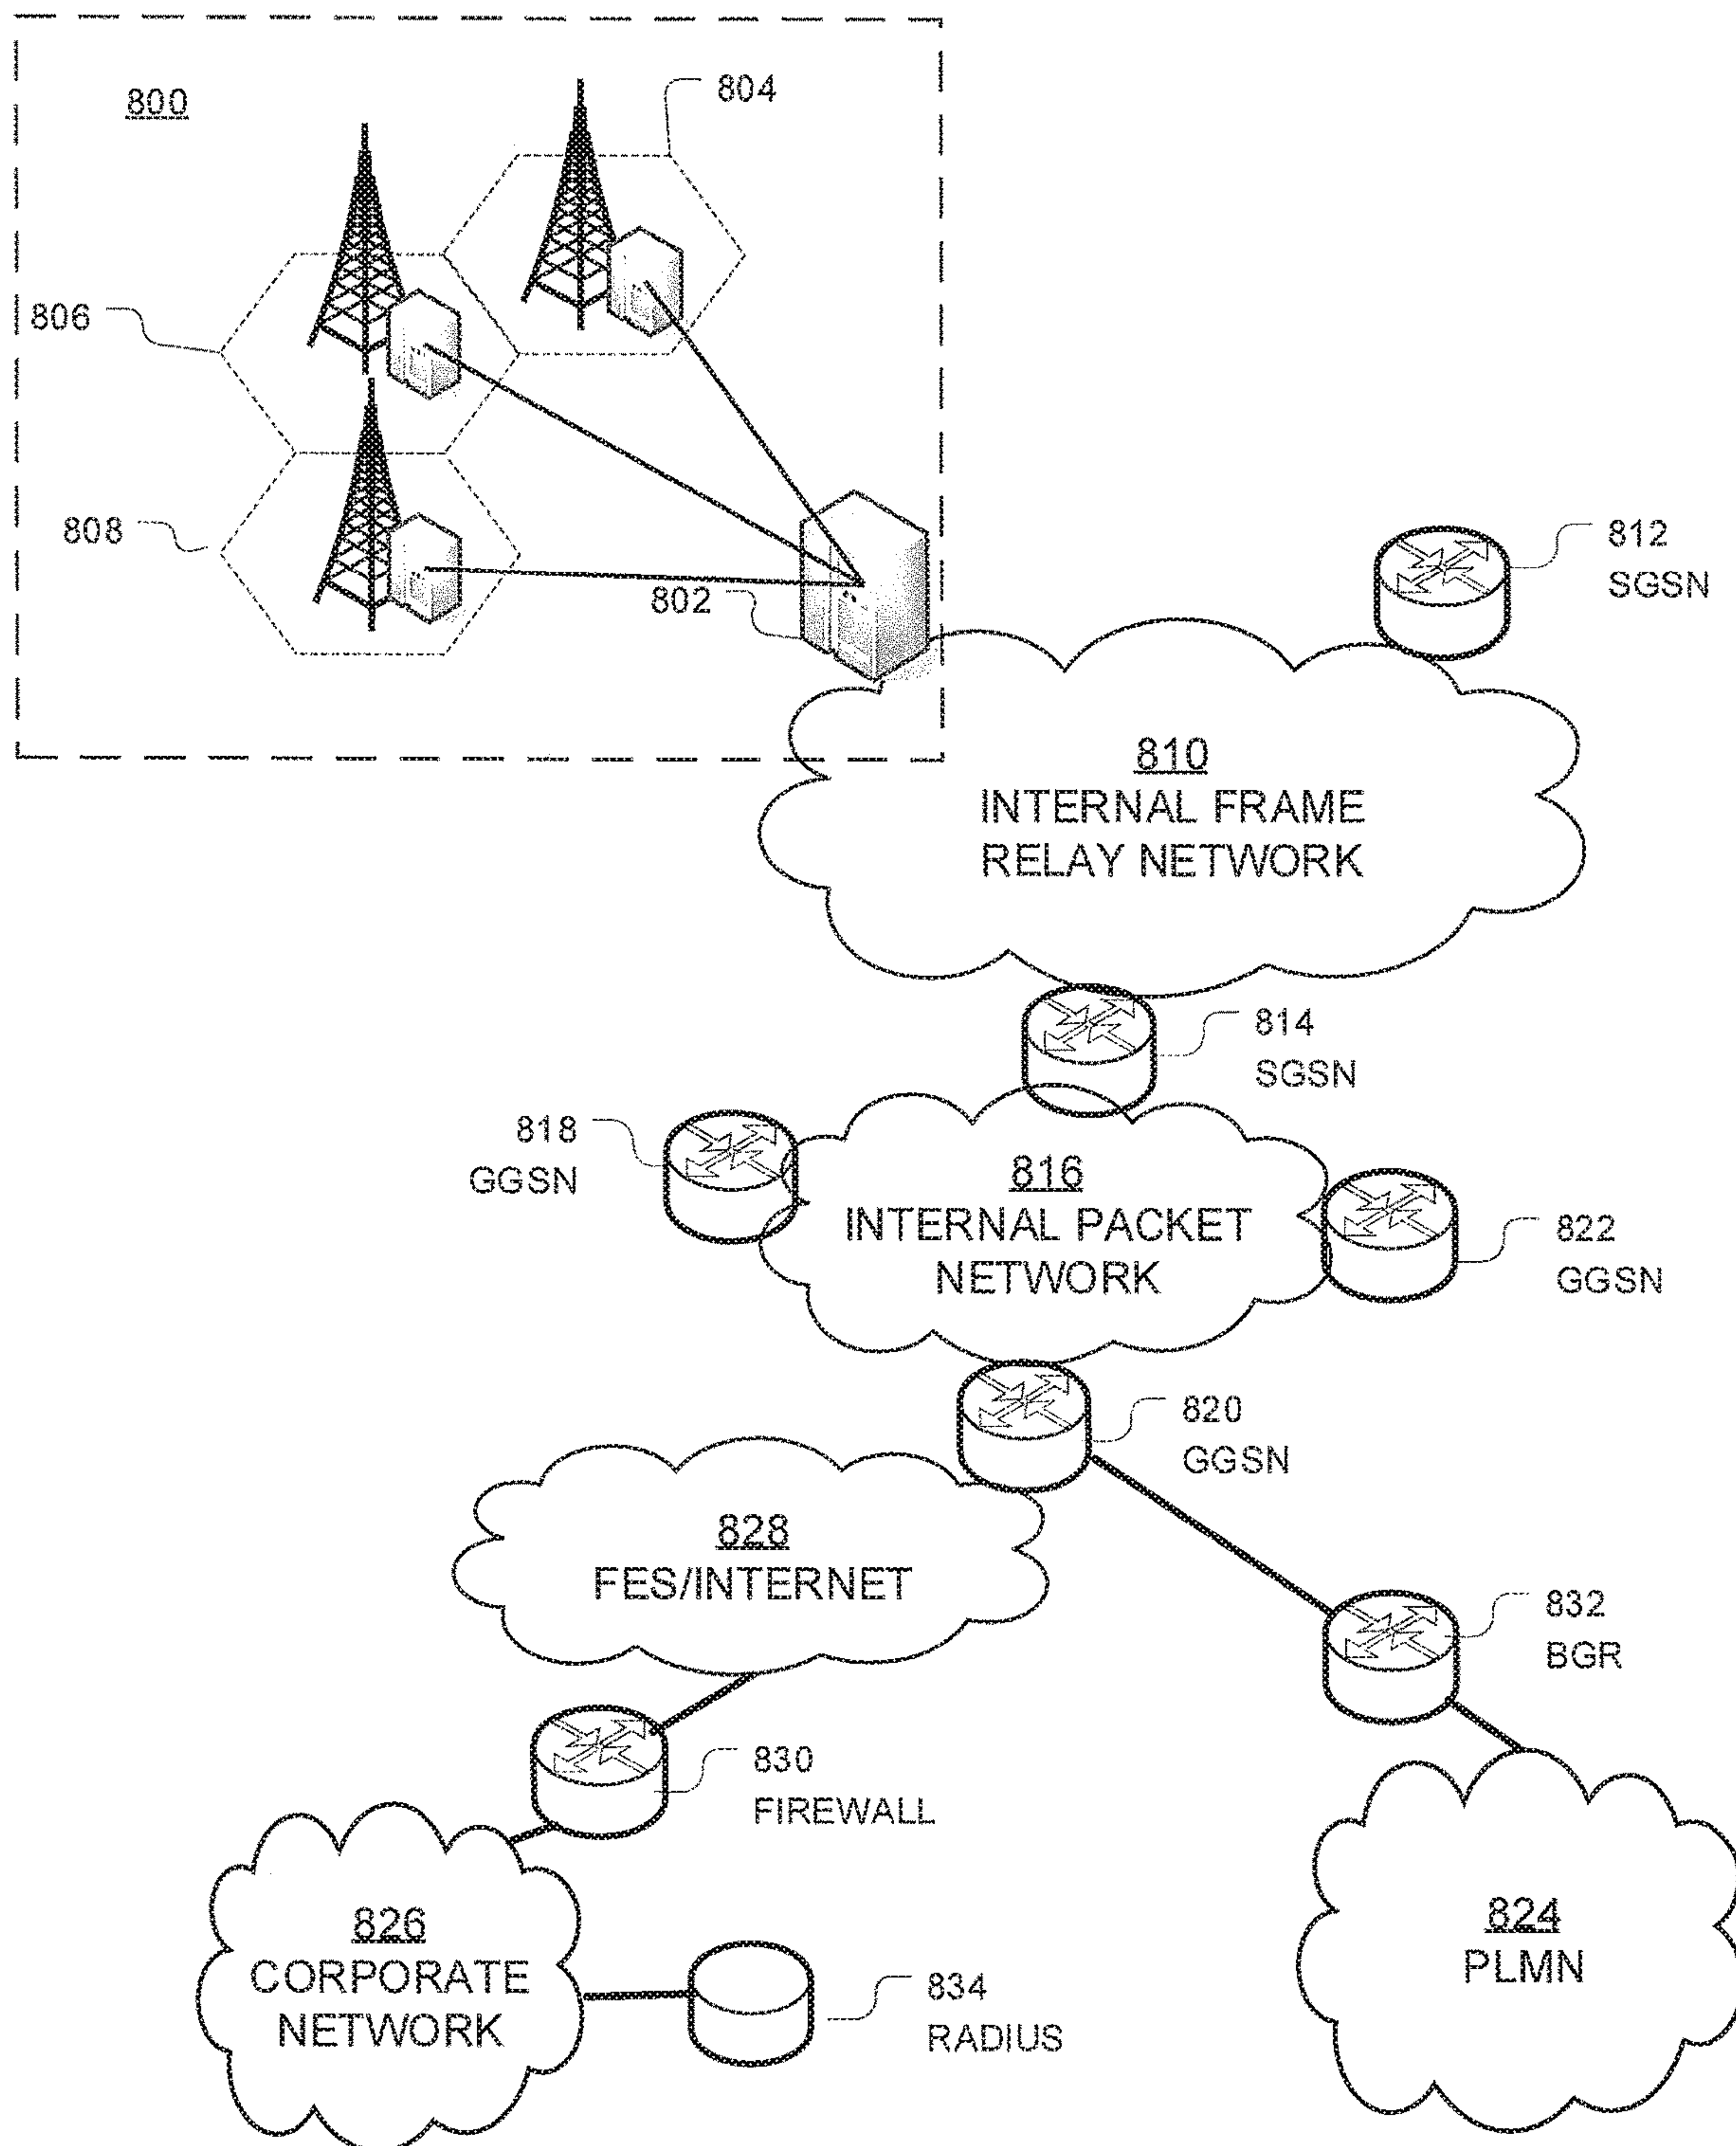 800
804
806
808
802
812
SGSN
810
INTERNAL FRAME
RELAY NETWORK
814
SGSN
818
GGSN
816
INTERNAL PACKET
NETWORK
822
GGSN
820
GGSN
828
FES/INTERNET
832
BGR
830
FIREWALL
826
CORPORATE
NETWORK
824
PLMN
834
RADIUS